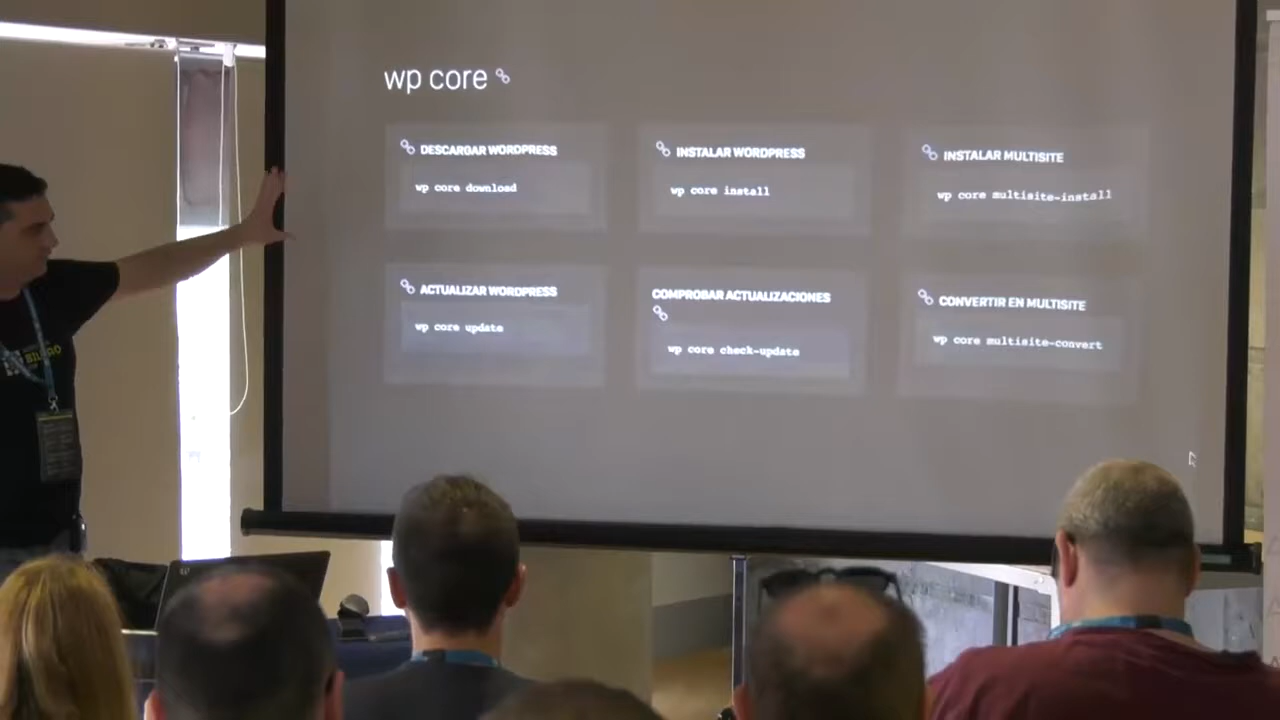 wp core
DESCARGAR WORDPRESS
wp core download
INSTALAR WORDPRESS
wp core install
INSTALAR MULTISITE
wp core multisite-install
ACTUALIZAR WORDPRESS
wp core update
COMPROBAR ACTUALIZACIONES
wp core check-update
CONVERTIR EN MULTISITE
wp core multisite-convert